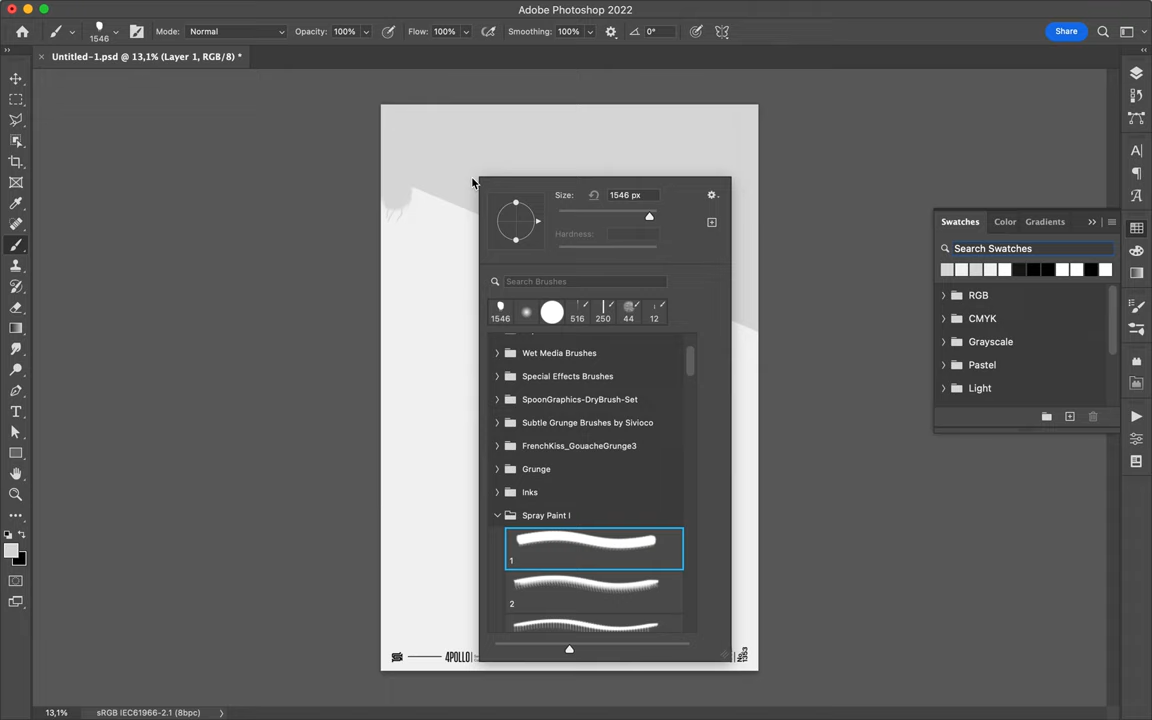 Adobe Photoshop 2022
1546
Mode: Normal
Opacity: 100%
Flow: 100%
Smoothing: 100%
0°
Share
Untitled-1.psd @ 13,1% (Layer 1, RGB/8) *
Size: 1546 px
Hardness:
Search Brushes
1546 516 250 44 12
Wet Media Brushes
Special Effects Brushes
SpoonGraphics-DryBrush-Set
Subtle Grunge Brushes by Sivioco
FrenchKiss_GouacheGrunge3
Grunge
Inks
Spray Paint I
1
2
4POLLO
No. 1353
Swatches Color Gradients
Search Swatches
RGB
CMYK
Grayscale
Pastel
Light
13,1% sRGB IEC61966-2.1 (8bpc)